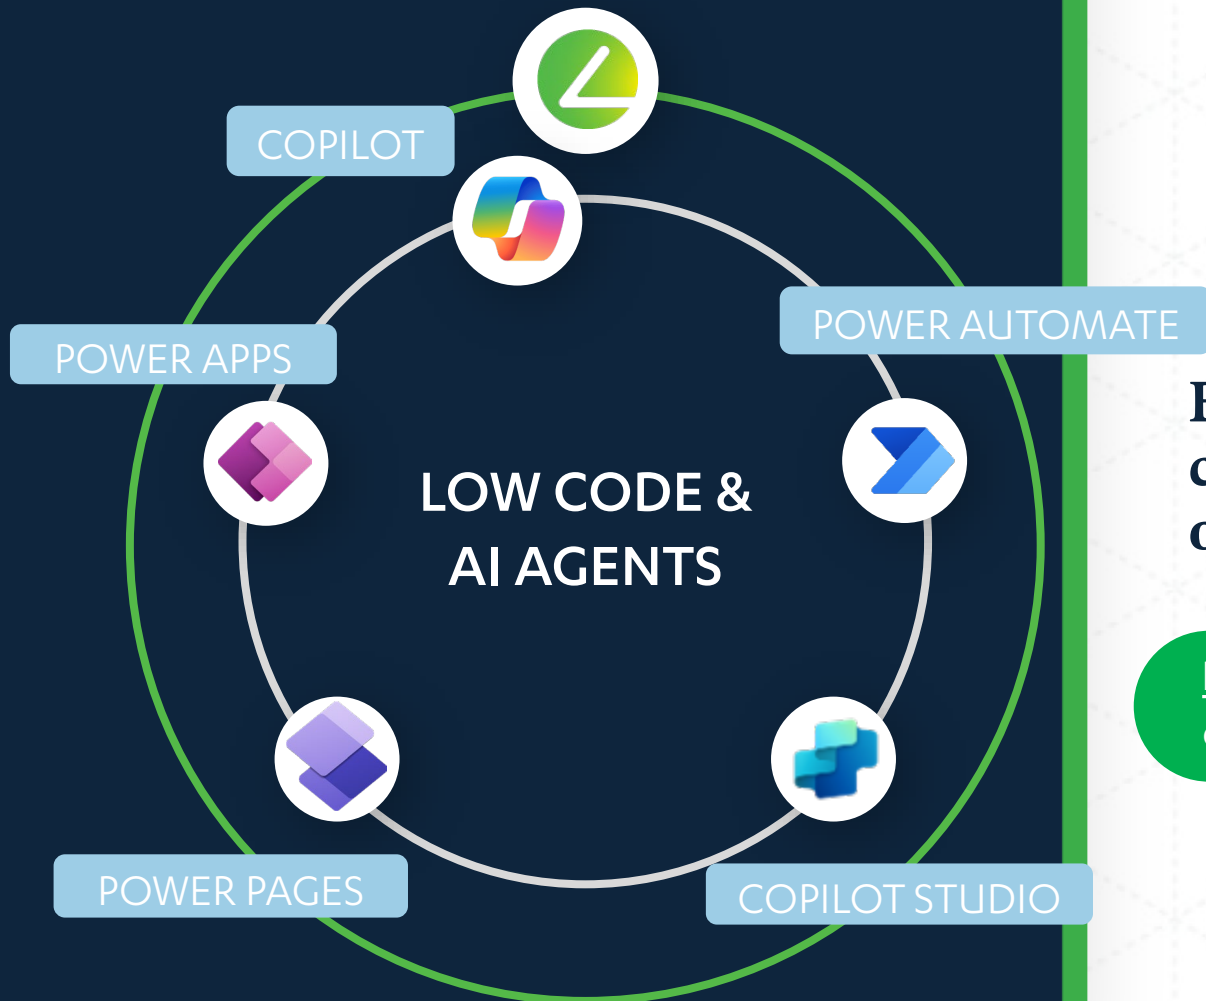 COPILOT
POWER AUTOMATE
POWER APPS
LOW CODE &
AI AGENTS
POWER PAGES
COPILOT STUDIO